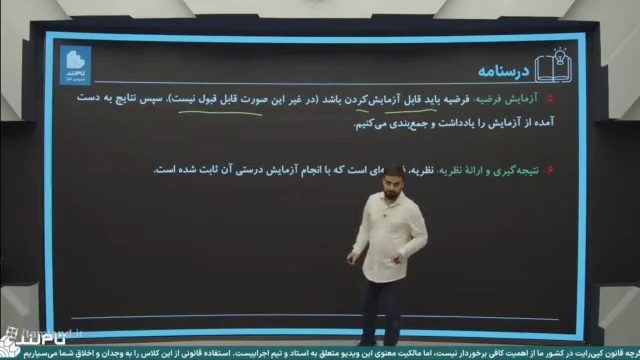 درسنامه
۵. آزمایش فرضیه: فرضیه باید قابل آزمایش‌کردن باشد (در غیر این صورت قابل قبول نیست). سپس نتایج به دست
آمده از آزمایش را یادداشت و جمع‌بندی می‌کنیم.
۶. نتیجه‌گیری و ارائهٔ نظریه: نظریه، است که با انجام آزمایش درستی آن ثابت شده است.
tamland.ir
چه قانون کپی‌رایت در کشور ما از اهمیت کافی برخوردار نیست، اما مالکیت معنوی این ویدیو متعلق به استاد و تیم اجراییست. استفاده قانونی از این کلاس را به وجدان و اخلاق شما می‌سپاریم